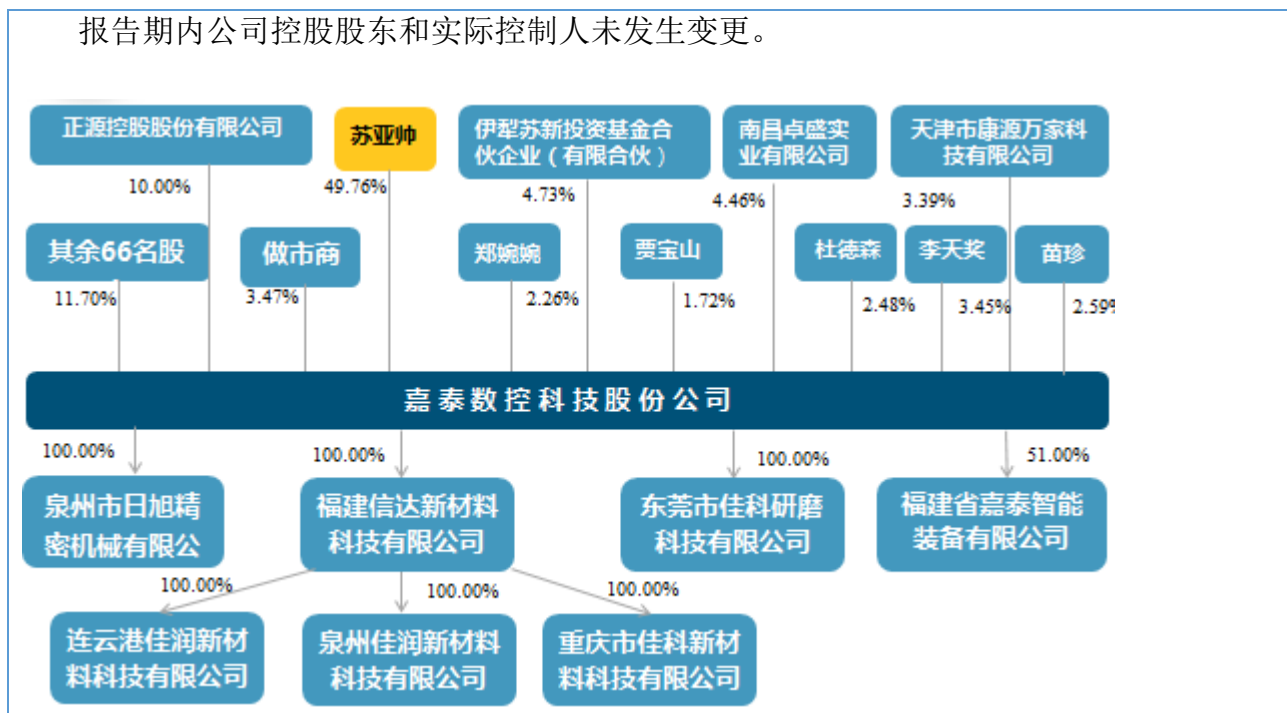 报告期内公司控股股东和实际控制人未发生变更。
正源控股股份有限公司
苏亚帅
伊犁苏新投资基金合
伙企业（有限合伙）
南昌卓盛实
业有限公司
天津市康源万家科
技有限公司
10.00%
49.76%
4.73%
4.46%
3.39%
其余66名股
做市商
郑婉婉
贾宝山
杜德森
李天奖
苗珍
11.70%
3.47%
2.26%
1.72%
2.48%
3.45%
2.59%
嘉泰数控科技股份公司
100.00%
100.00%
100.00%
51.00%
泉州市日旭精
密机械有限公
福建信达新材料
科技有限公司
东莞市佳科研磨
科技有限公司
福建省嘉泰智能
装备有限公司
100.00%
100.00%
100.00%
连云港佳润新材
料科技有限公司
泉州佳润新材料
科技有限公司
重庆市佳科新材
料科技有限公司